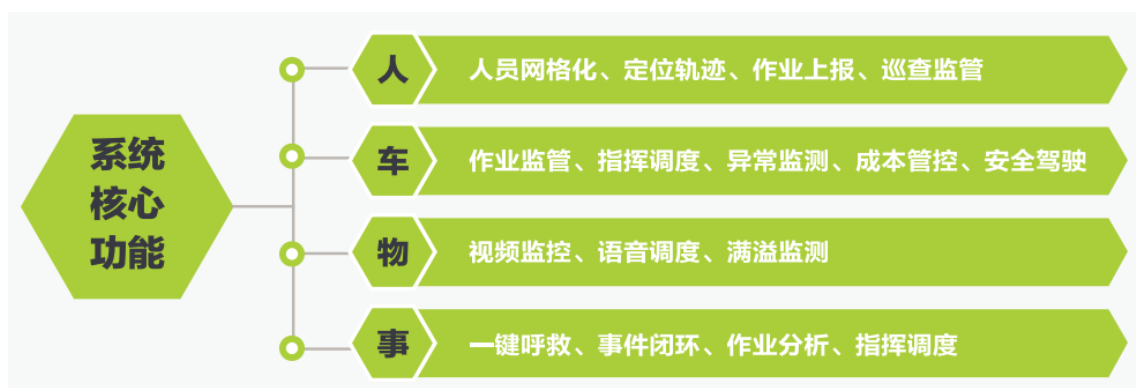 系统
核心
功能
人
人员网格化、定位轨迹、作业上报、巡查监管
车
作业监管、指挥调度、异常监测、成本管控、安全驾驶
物
视频监控、语音调度、满溢监测
事
一键呼救、事件闭环、作业分析、指挥调度